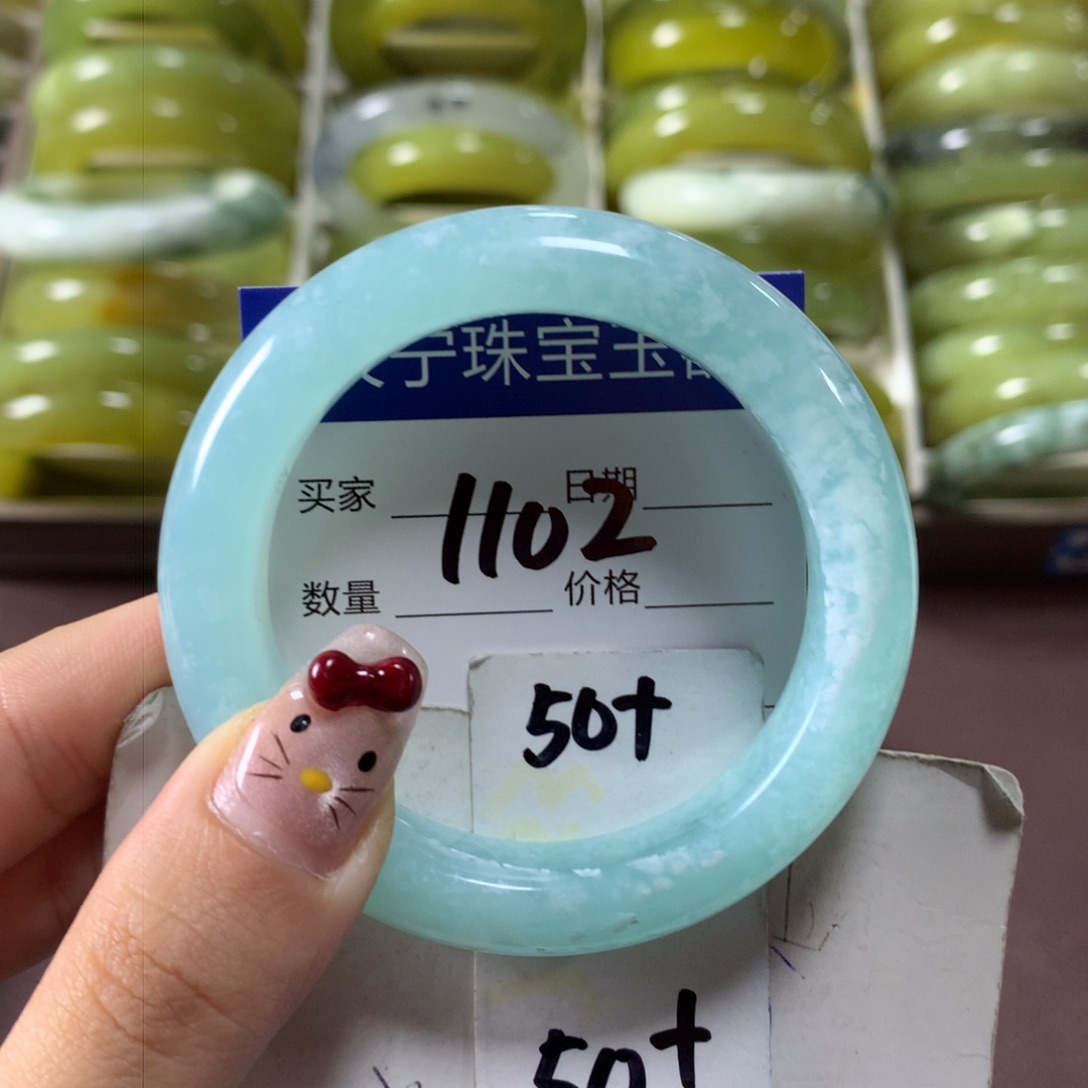 宁珠宝玉
买家 日期
1102
数量 价格
50+
50+